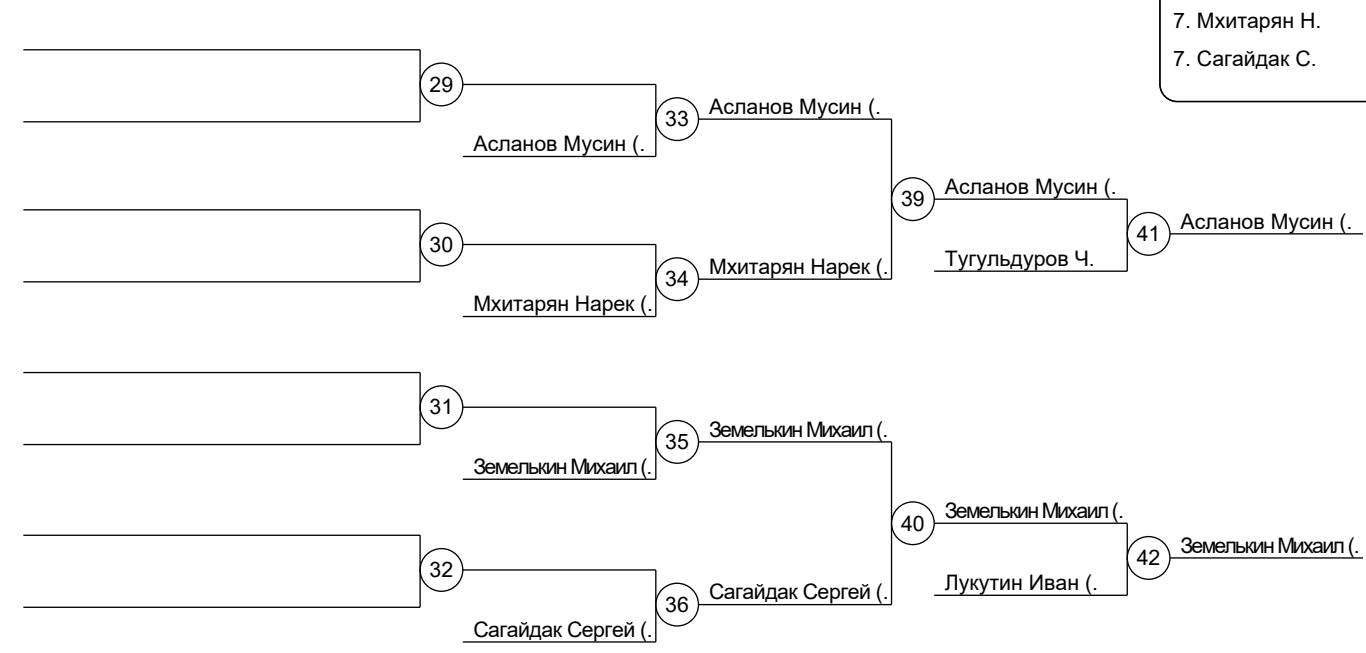 7. Мхитарян Н.
7. Сагайдак С.
29
Асланов Мусин (.
33
Асланов Мусин (.
30
Мхитарян Нарек (.
34
Мхитарян Нарек (.
39
Асланов Мусин (.
Тугульдуров Ч.
41
Асланов Мусин (.
31
Земелькин Михаил (.
35
Земелькин Михаил (.
32
Сагайдак Сергей (.
36
Сагайдак Сергей (.
40
Земелькин Михаил (.
Лукутин Иван (.
42
Земелькин Михаил (.